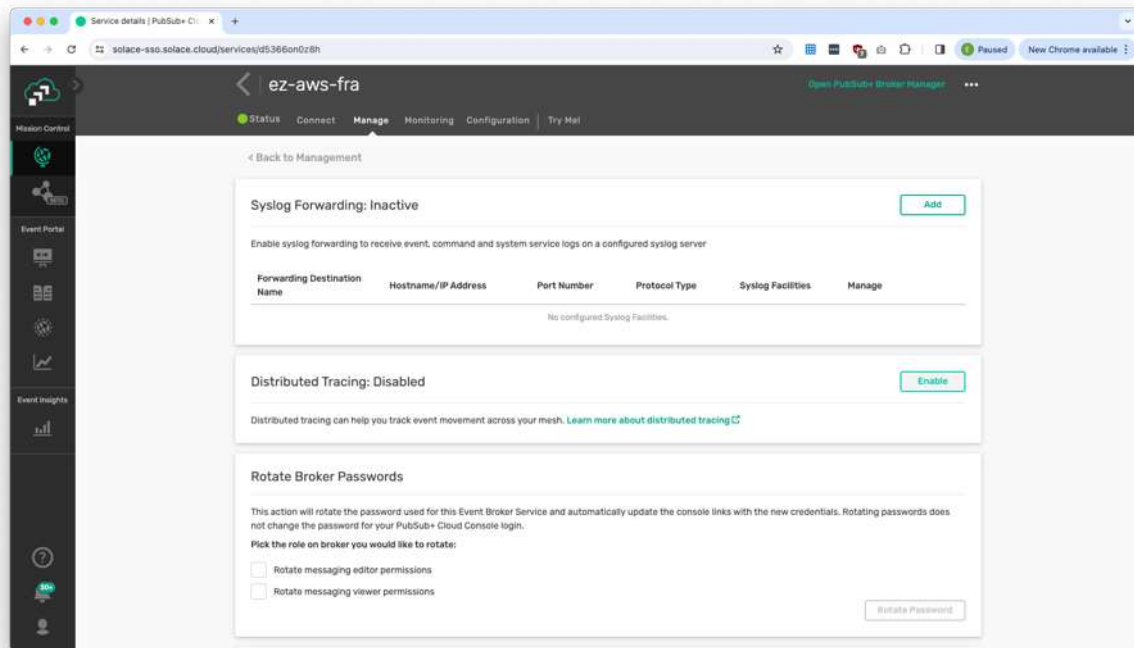 Service details | PubSub+ Cl
solace-sso.solace.cloud/services/d5366on0z8h
Paused
New Chrome available
ez-aws-fra
Open PubSub+ Broker Manager
Status Connect Manage Monitoring Configuration Try Me!
Mission Control
Event Portal
Event Insights
20+
< Back to Management
Syslog Forwarding: Inactive
Add
Enable syslog forwarding to receive event, command and system service logs on a configured syslog server
Forwarding Destination Name Hostname/IP Address Port Number Protocol Type Syslog Facilities Manage
No configured Syslog Facilities.
Distributed Tracing: Disabled
Enable
Distributed tracing can help you track event movement across your mesh. Learn more about distributed tracing
Rotate Broker Passwords
This action will rotate the password used for this Event Broker Service and automatically update the console links with the new credentials. Rotating passwords does
not change the password for your PubSub+ Cloud Console login.
Pick the role on broker you would like to rotate:
Rotate messaging editor permissions
Rotate messaging viewer permissions
Rotate Password